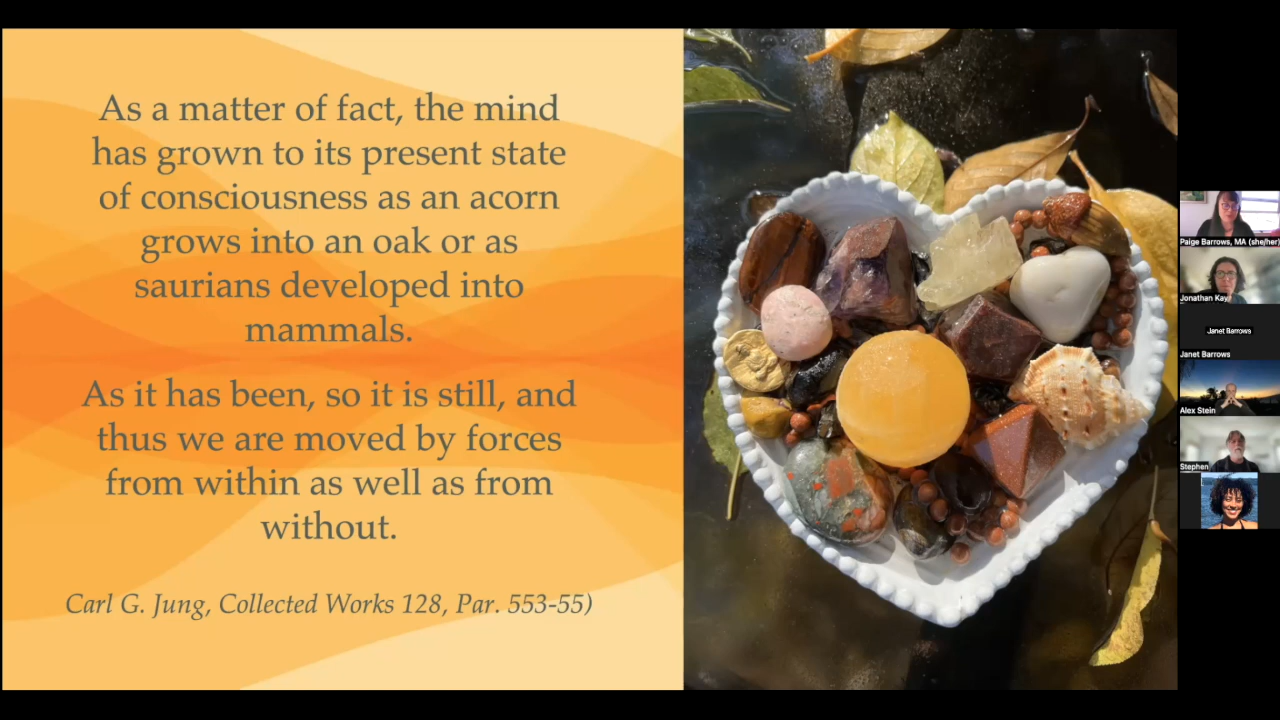 As a matter of fact, the mind
has grown to its present state
of consciousness as an acorn
grows into an oak or as
saurians developed into
mammals.
As it has been, so it is still, and
thus we are moved by forces
from within as well as from
without.
Carl G. Jung, Collected Works 128, Par. 553-55)
Paige Barrows, MA (she/her)
Jonathan Kay
Janet Barrows
Janet Barrows
Alex Stein
Stephen